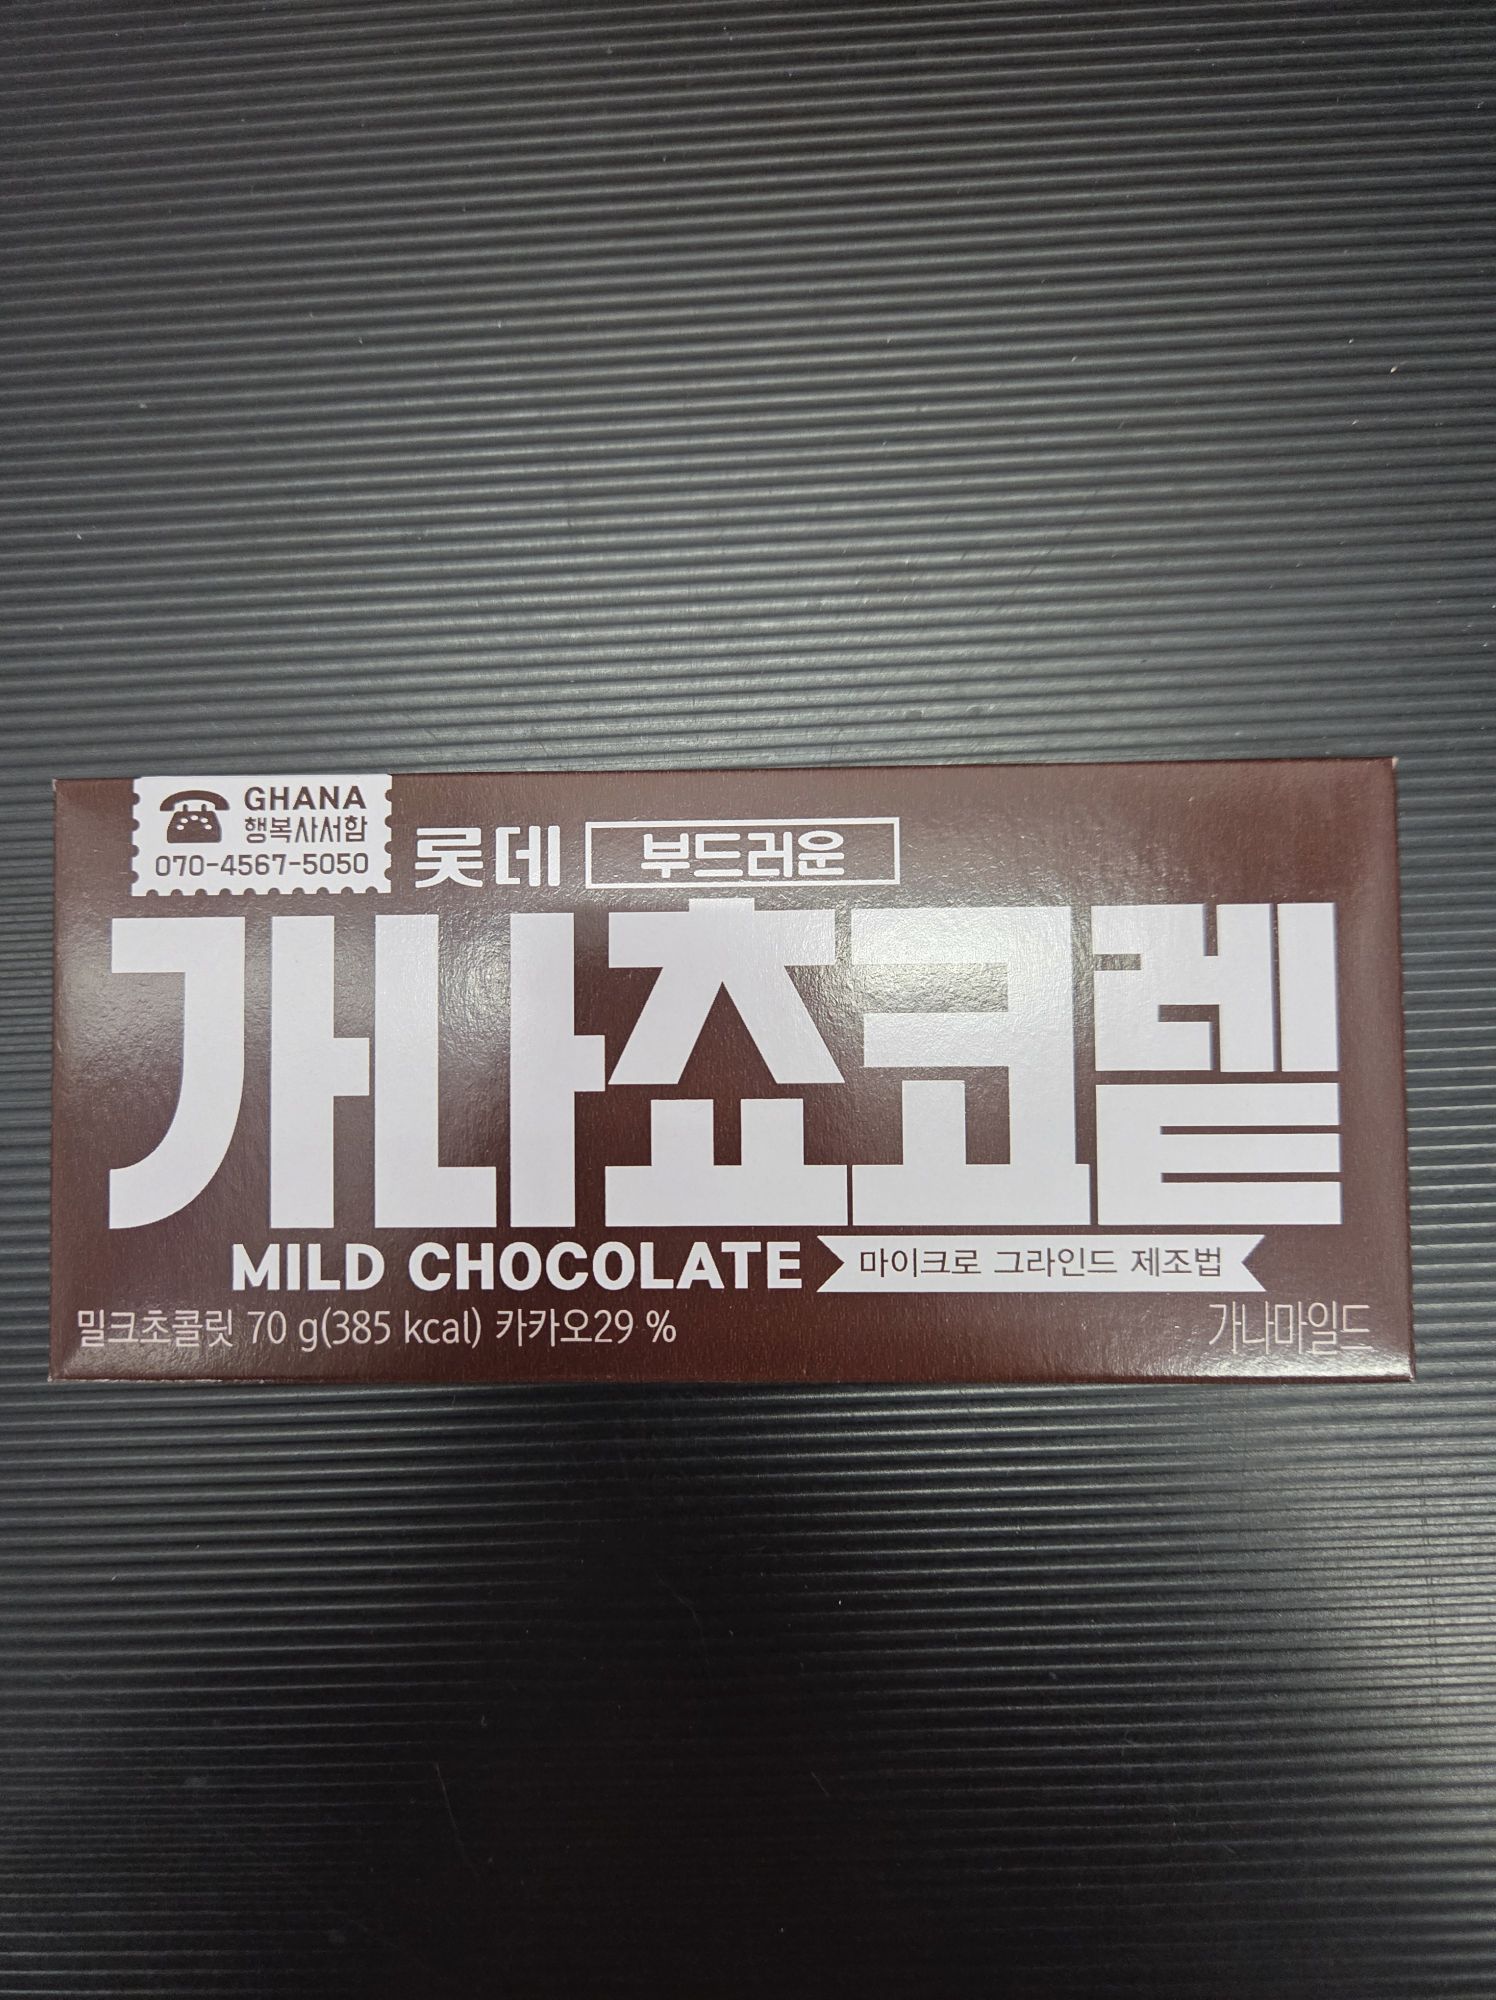 GHANA
행복사서함
070-4567-5050
롯데 부드러운
가나쵸코렡
MILD CHOCOLATE 마이크로 그라인드 제조법
밀크초콜릿 70 g(385 kcal) 카카오29 % 가나마일드